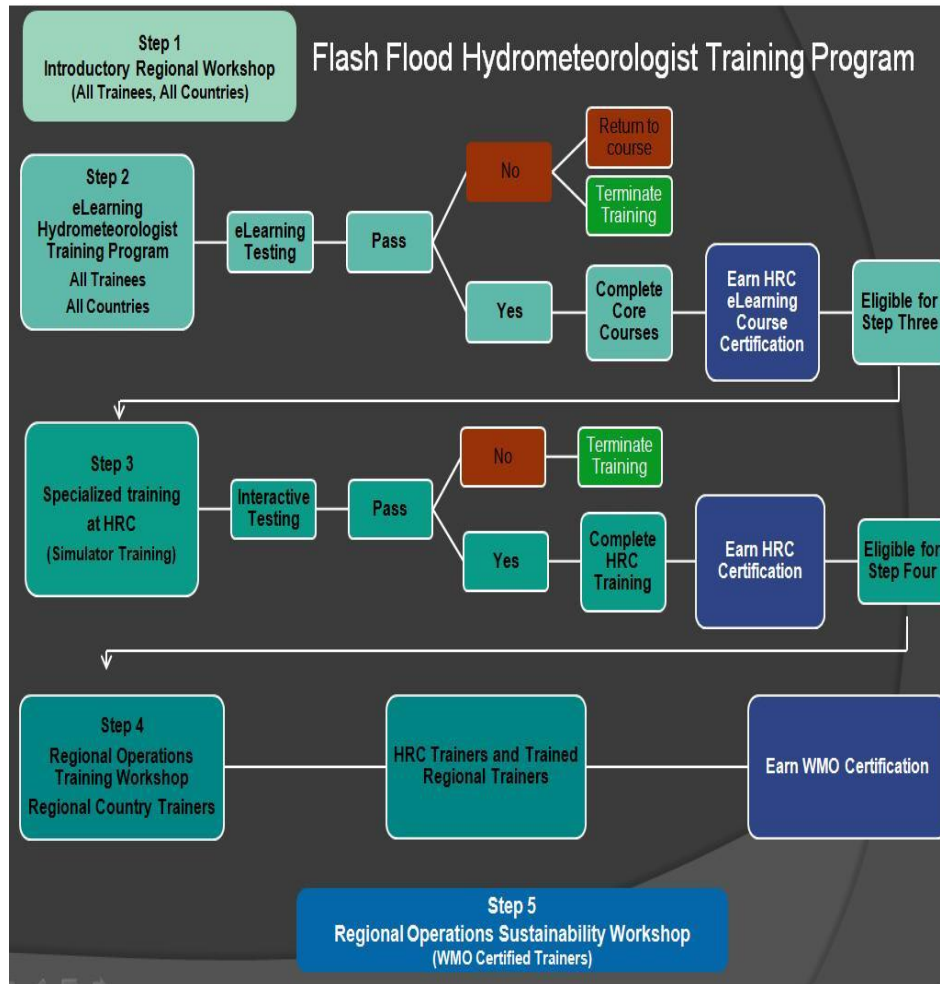 Step 1
Introductory Regional Workshop
(All Trainees, All Countries)
Flash Flood Hydrometeorologist Training Program
Step 2
eLearning
Hydrometeorologist
Training Program
All Trainees
All Countries
eLearning
Testing
Pass
No
Return to
course
Terminate
Training
Yes
Complete
Core
Courses
Earn HRC
eLearning
Course
Certification
Eligible for
Step Three
Step 3
Specialized training
at HRC
(Simulator Training)
Interactive
Testing
Pass
No
Terminate
Training
Yes
Complete
HRC
Training
Earn HRC
Certification
Eligible for
Step Four
Step 4
Regional Operations
Training Workshop
Regional Country Trainers
HRC Trainers and Trained
Regional Trainers
Earn WMO Certification
Step 5
Regional Operations Sustainability Workshop
(WMO Certified Trainers)